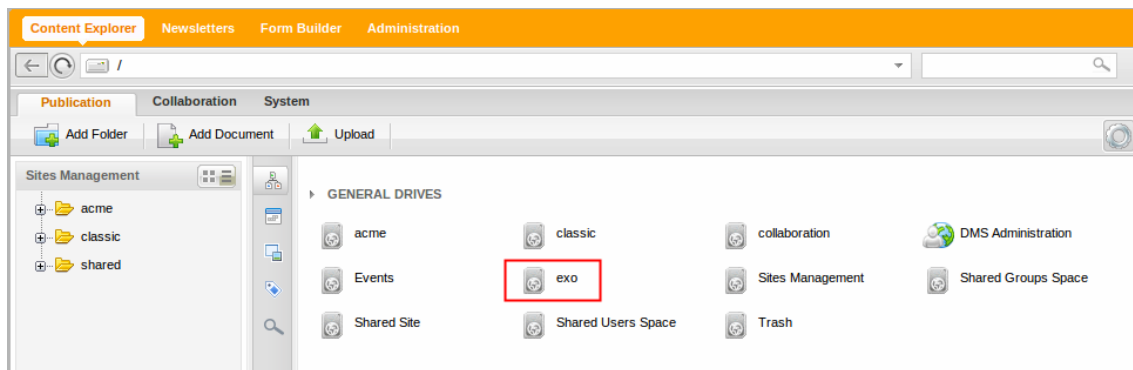 Content Explorer Newsletters Form Builder Administration
/
Publication Collaboration System
Add Folder Add Document Upload
Sites Management
acme
classic
shared
GENERAL DRIVES
acme classic collaboration DMS Administration
Events exo Sites Management Shared Groups Space
Shared Site Shared Users Space Trash